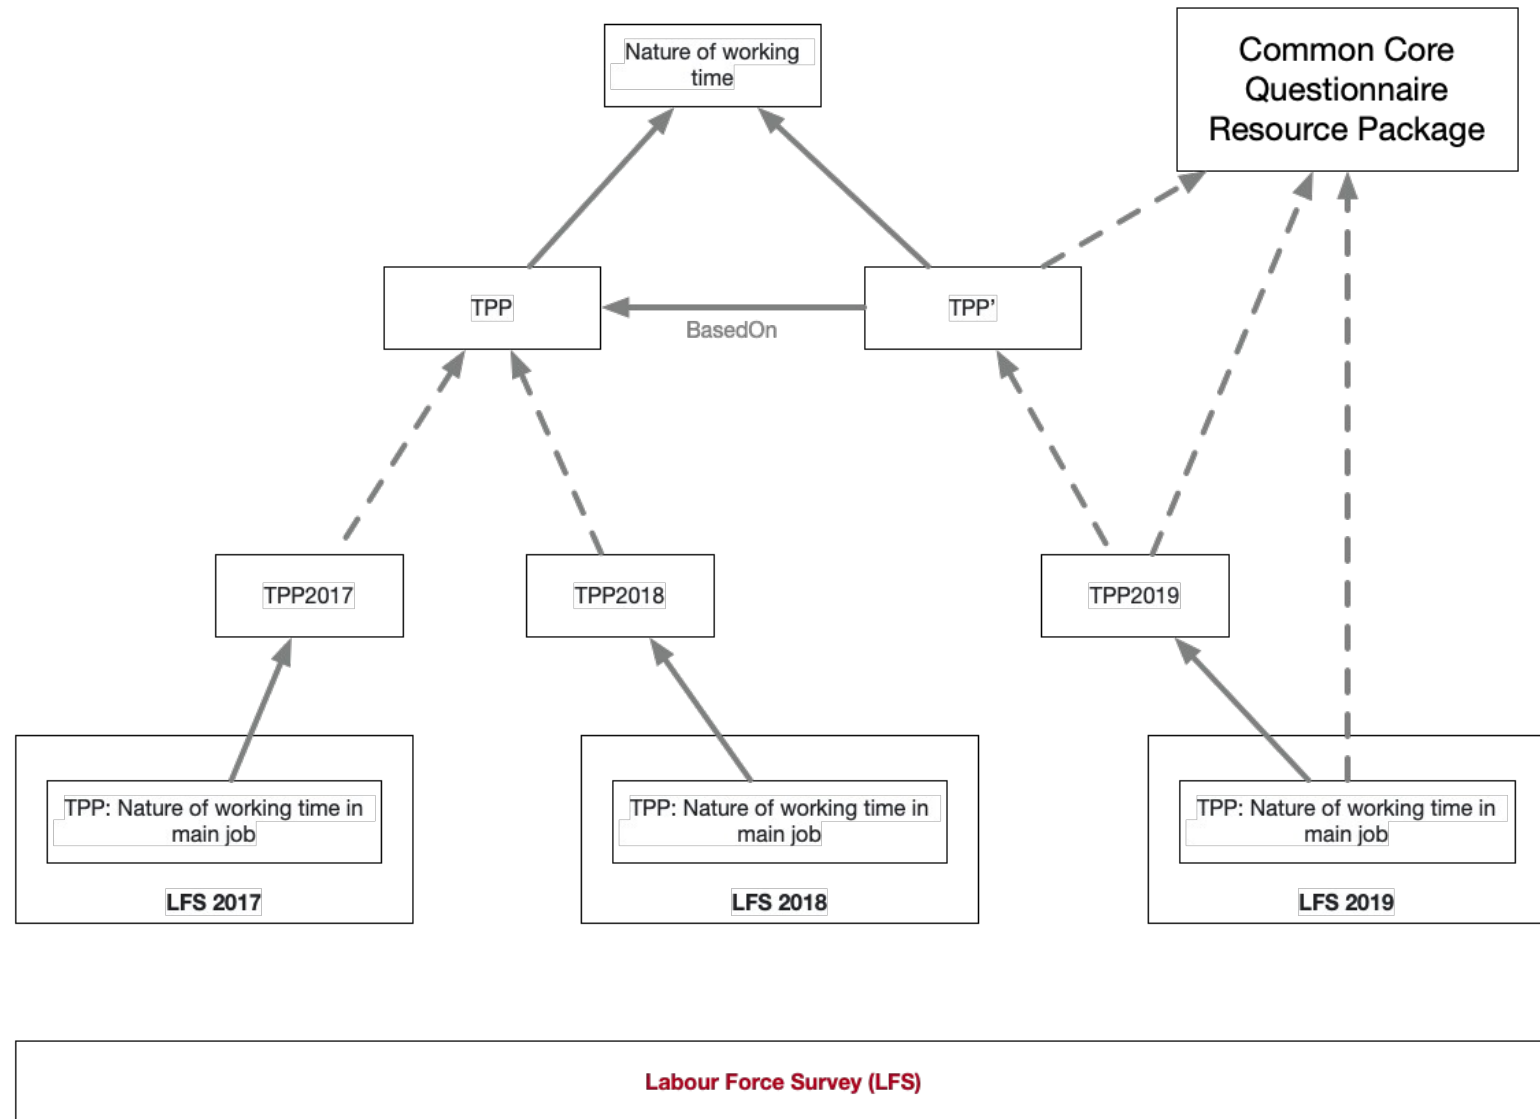 Nature of working
time
Common Core
Questionnaire
Resource Package
TPP
BasedOn
TPP’
TPP2017
TPP2018
TPP2019
TPP: Nature of working time in
main job
LFS 2017
TPP: Nature of working time in
main job
LFS 2018
TPP: Nature of working time in
main job
LFS 2019
Labour Force Survey (LFS)